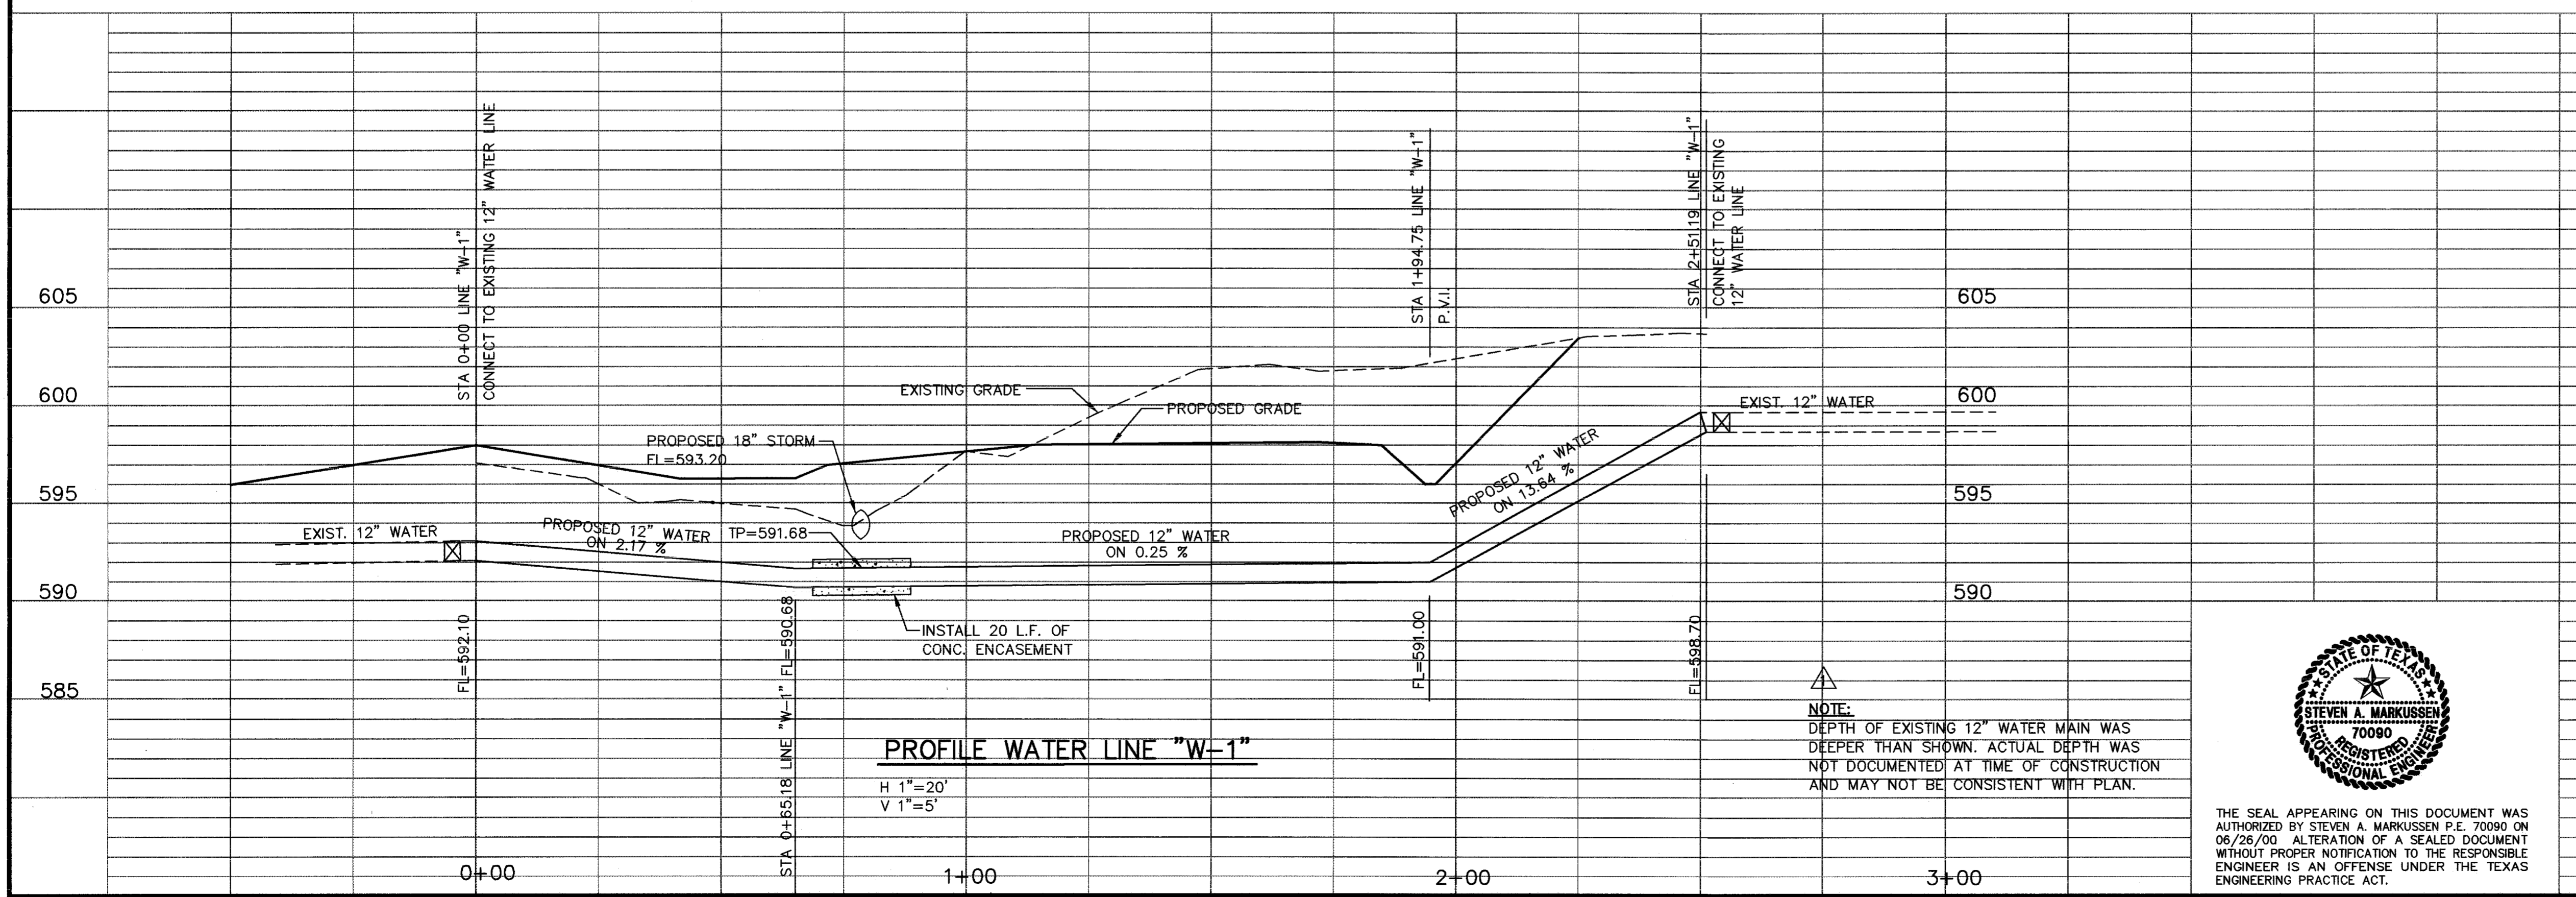 STA 0+00 LINE "W-1"
CONNECT TO EXISTING 12" WATER LINE
STA 1+94.75 LINE "W-1"
P.V.I.
STA 2+51.19 LINE "W-1"
CONNECT TO EXISTING
12" WATER LINE
605
605
600
600
595
595
590
590
585
EXISTING GRADE
PROPOSED GRADE
PROPOSED 18" STORM
FL=593.20
EXIST. 12" WATER
EXIST. 12" WATER
PROPOSED 12" WATER
ON 2.17 %
TP=591.68
PROPOSED 12" WATER
ON 0.25 %
PROPOSED 12" WATER
ON 13.64 %
INSTALL 20 L.F. OF
CONC. ENCASEMENT
FL=592.10
STA 0+65.18 LINE "W-1" FL=590.68
FL=591.00
FL=598.70
PROFILE WATER LINE "W-1"
H 1"=20'
V 1"=5'
1
NOTE:
DEPTH OF EXISTING 12" WATER MAIN WAS
DEEPER THAN SHOWN. ACTUAL DEPTH WAS
NOT DOCUMENTED AT TIME OF CONSTRUCTION
AND MAY NOT BE CONSISTENT WITH PLAN.
0+00
1+00
2+00
3+00
STATE OF TEXAS
STEVEN A. MARKUSSEN
70090
REGISTERED
PROFESSIONAL ENGINEER
THE SEAL APPEARING ON THIS DOCUMENT WAS
AUTHORIZED BY STEVEN A. MARKUSSEN P.E. 70090 ON
06/26/00 ALTERATION OF A SEALED DOCUMENT
WITHOUT PROPER NOTIFICATION TO THE RESPONSIBLE
ENGINEER IS AN OFFENSE UNDER THE TEXAS
ENGINEERING PRACTICE ACT.